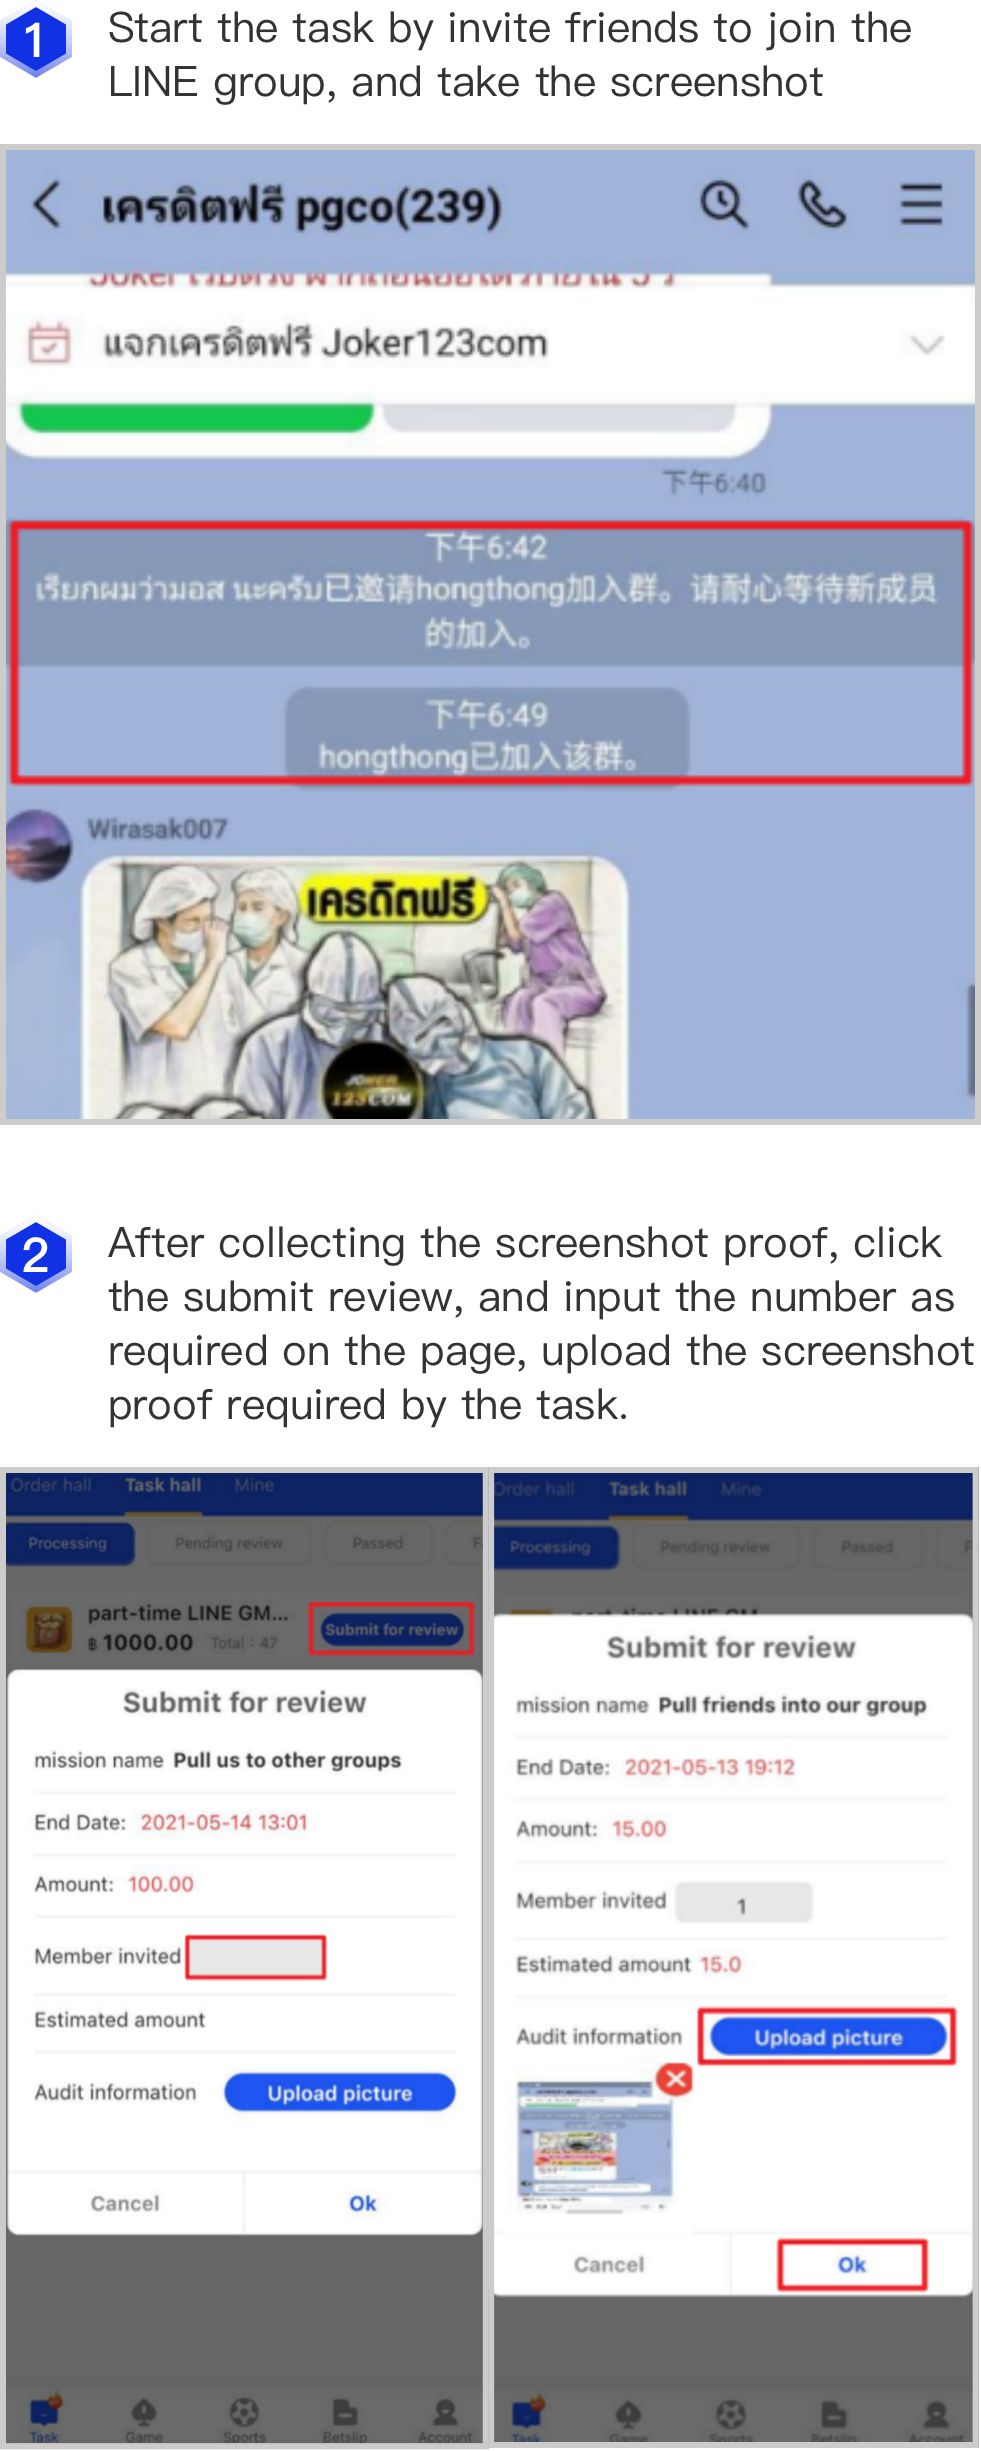 1
Start the task by invite friends to join the
LINE group, and take the screenshot
เครดิตฟรี pgco(239)
Joker
แจกเครดิตฟรี Joker123com
下午6:40
下午6:42
เรียกผมว่ามอส นะครับ已邀请hongthong加入群。请耐心等待新成员
的加入。
下午6:49
hongthong已加入该群。
Wirasak007
เครดิตฟรี
JOKER
123COM
2
After collecting the screenshot proof, click
the submit review, and input the number as
required on the page, upload the screenshot
proof required by the task.
Order hall Task hall Mine
Processing Pending review Passed F
part-time LINE GM...
฿ 1000.00 Total : 47
Submit for review
Submit for review
mission name Pull us to other groups
End Date: 2021-05-14 13:01
Amount: 100.00
Member invited
Estimated amount
Audit information Upload picture
Cancel Ok
Task Game Sports Betslip Account
Order hall Task hall Mine
Processing Pending review Passed F
part-time LINE GM
Submit for review
mission name Pull friends into our group
End Date: 2021-05-13 19:12
Amount: 15.00
Member invited 1
Estimated amount 15.0
Audit information Upload picture
Cancel Ok
Task Game Sports Betslip Account